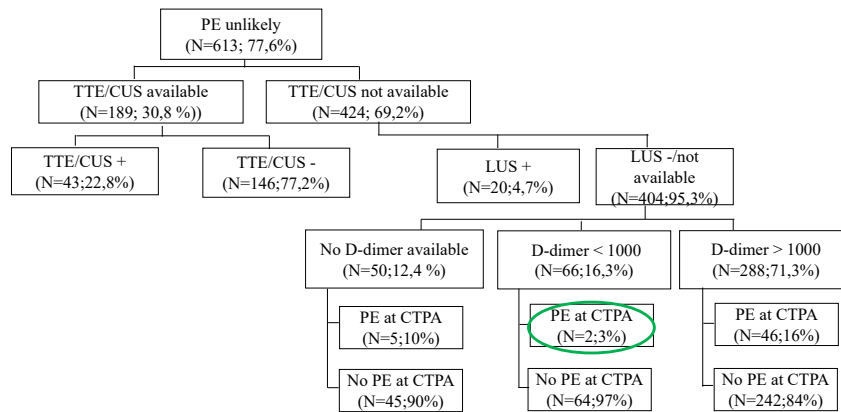 PE unlikely
(N=613; 77,6%)
TTE/CUS available
(N=189; 30,8 %))
TTE/CUS not available
(N=424; 69,2%)
TTE/CUS +
(N=43;22,8%)
TTE/CUS -
(N=146;77,2%)
LUS +
(N=20;4,7%)
LUS -/not
available
(N=404;95,3%)
No D-dimer available
(N=50;12,4 %)
D-dimer < 1000
(N=66;16,3%)
D-dimer > 1000
(N=288;71,3%)
PE at CTPA
(N=5;10%)
PE at CTPA
(N=2;3%)
PE at CTPA
(N=46;16%)
No PE at CTPA
(N=45;90%)
No PE at CTPA
(N=64;97%)
No PE at CTPA
(N=242;84%)